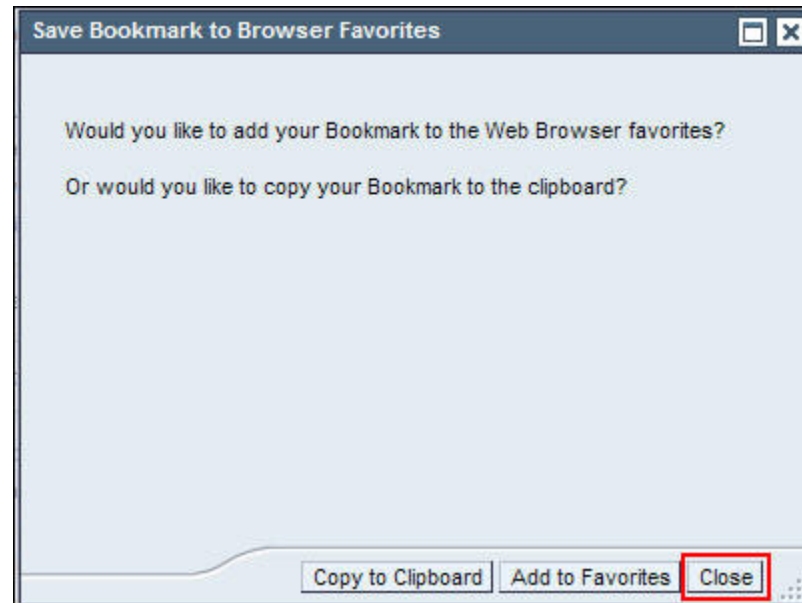 Save Bookmark to Browser Favorites
Would you like to add your Bookmark to the Web Browser favorites?
Or would you like to copy your Bookmark to the clipboard?
Copy to Clipboard Add to Favorites Close